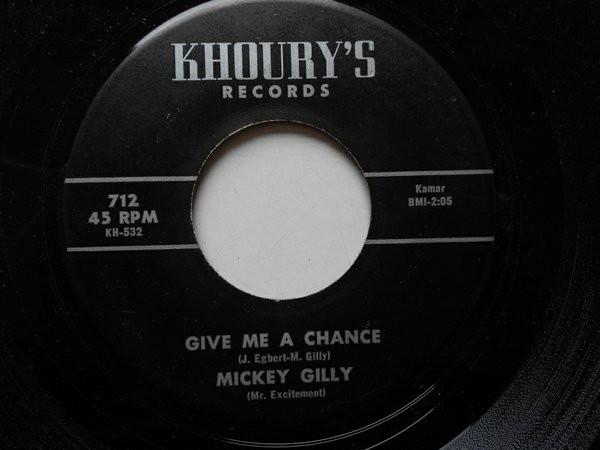 KHOURY'S
RECORDS
712
45 RPM
KH-532
Kamar
BMI-2:05
GIVE ME A CHANCE
(J. Egbert-M. Gilly)
MICKEY GILLY
(Mr. Excitement)